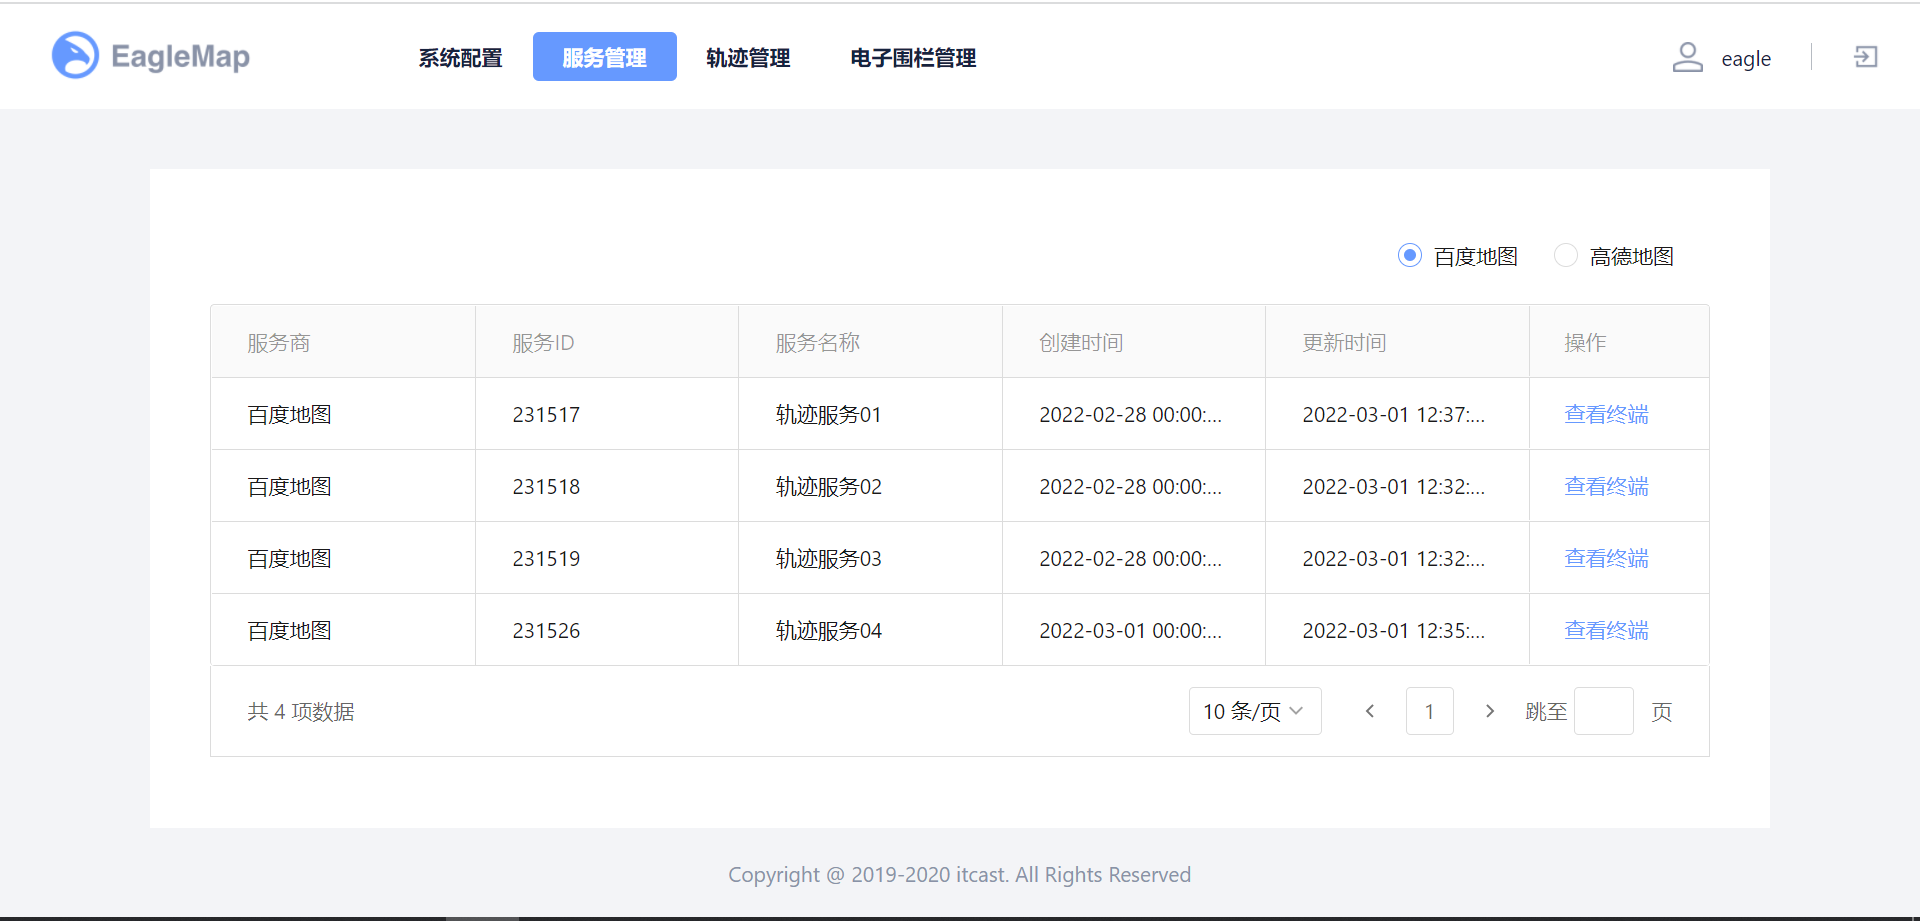 EagleMap 系统配置 服务管理 轨迹管理 电子围栏管理 eagle
百度地图 高德地图
服务商 服务ID 服务名称 创建时间 更新时间 操作
百度地图 231517 轨迹服务01 2022-02-28 00:00:... 2022-03-01 12:37:... 查看终端
百度地图 231518 轨迹服务02 2022-02-28 00:00:... 2022-03-01 12:32:... 查看终端
百度地图 231519 轨迹服务03 2022-02-28 00:00:... 2022-03-01 12:32:... 查看终端
百度地图 231526 轨迹服务04 2022-03-01 00:00:... 2022-03-01 12:35:... 查看终端
共 4 项数据 10 条/页 1 跳至 页
Copyright @ 2019-2020 itcast. All Rights Reserved